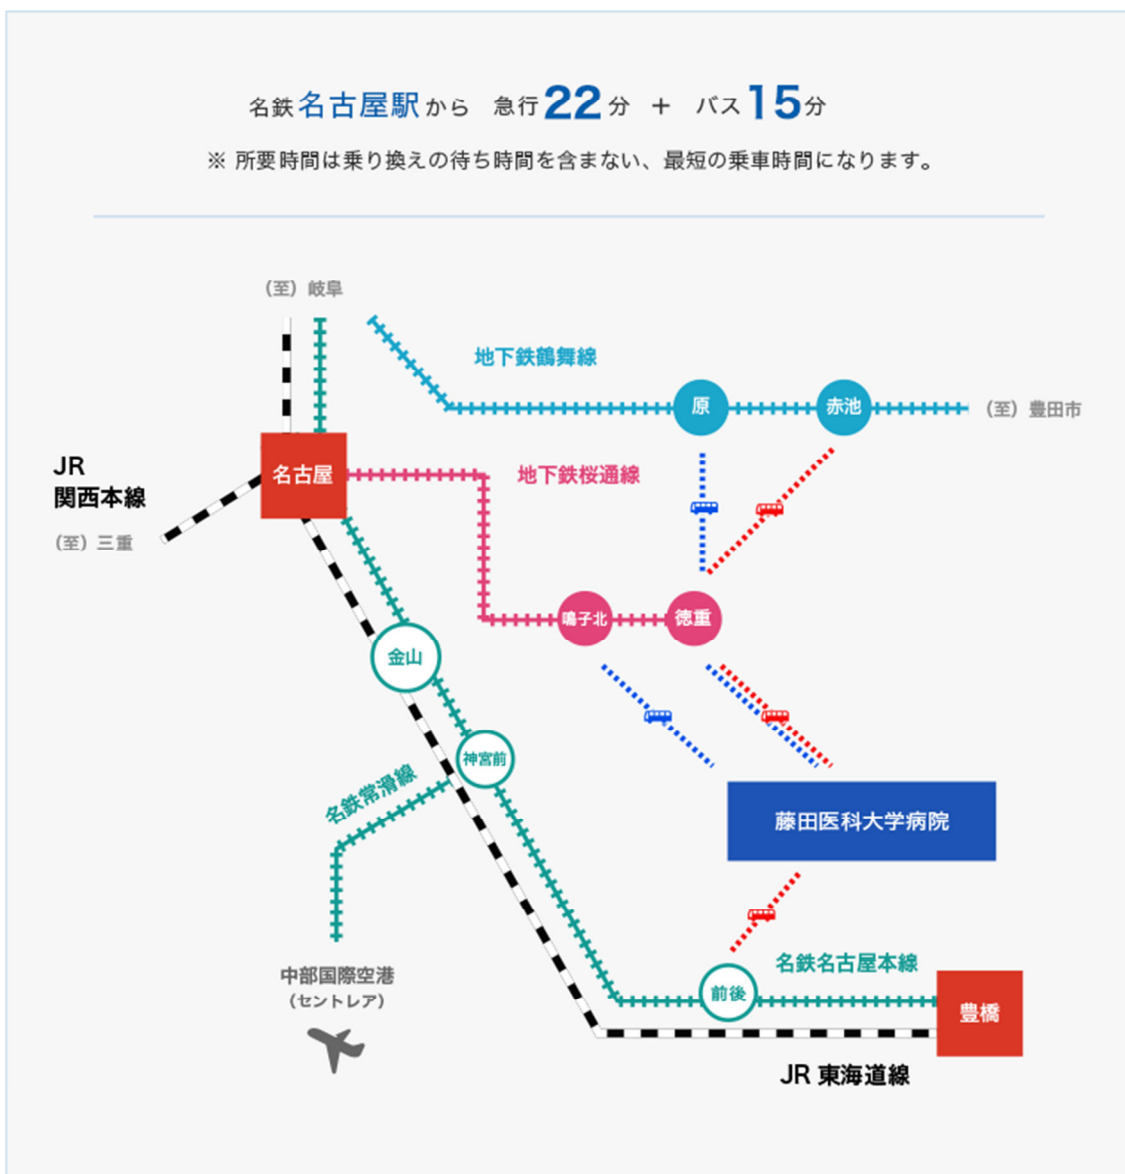 名鉄名古屋駅から 急行22分 + バス15分
※ 所要時間は乗り換えの待ち時間を含まない、最短の乗車時間になります。
(至) 岐阜
地下鉄鶴舞線
原
赤池
(至) 豊田市
JR
関西本線
(至) 三重
名古屋
地下鉄桜通線
鳴子北
徳重
金山
神宮前
名鉄常滑線
藤田医科大学病院
中部国際空港
(セントレア)
名鉄名古屋本線
前後
豊橋
JR 東海道線